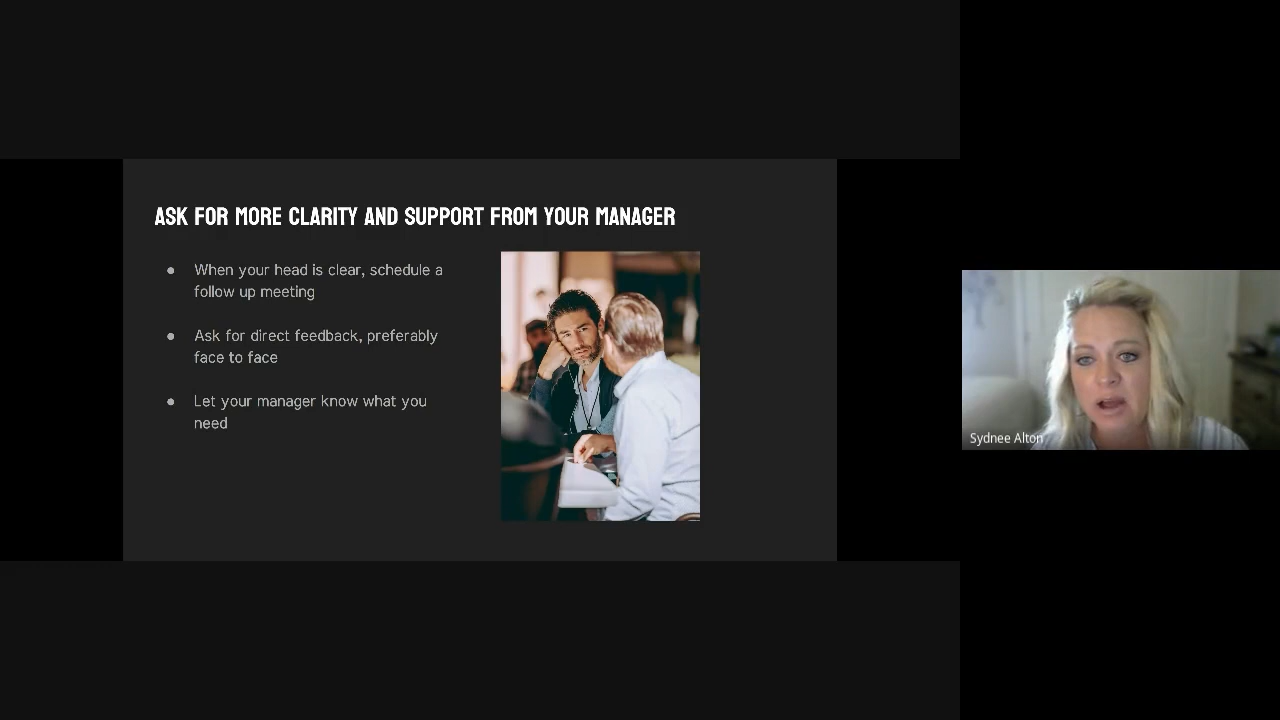 ASK FOR MORE CLARITY AND SUPPORT FROM YOUR MANAGER
● When your head is clear, schedule a
follow up meeting
● Ask for direct feedback, preferably
face to face
● Let your manager know what you
need
Sydnee Alton